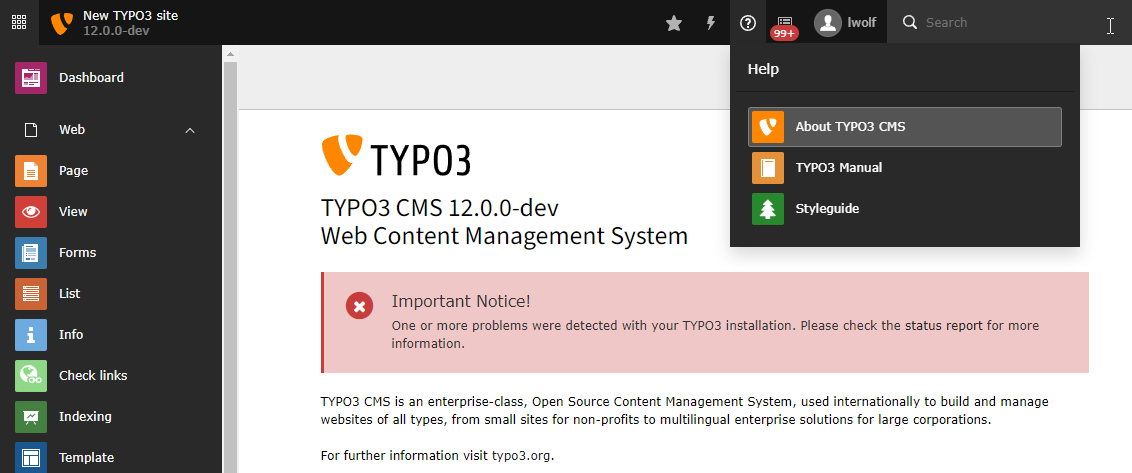 New TYPO3 site
12.0.0-dev
99+
lwolf
Search
Dashboard
Web
Page
View
Forms
List
Info
Check links
Indexing
Template
Help
About TYPO3 CMS
TYPO3 Manual
Styleguide
TYPO3
TYPO3 CMS 12.0.0-dev
Web Content Management System
Important Notice!
One or more problems were detected with your TYPO3 installation. Please check the status report for more
information.
TYPO3 CMS is an enterprise-class, Open Source Content Management System, used internationally to build and manage
websites of all types, from small sites for non-profits to multilingual enterprise solutions for large corporations.
For further information visit typo3.org.